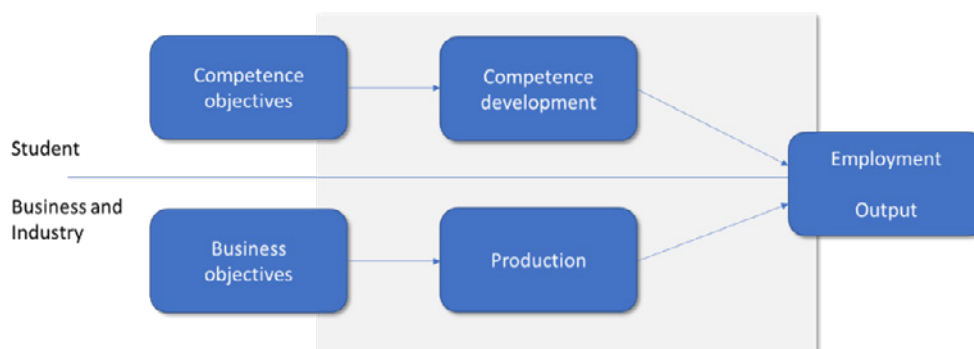 Competence
objectives
Competence
development
Student
Employment
Output
Business and
Industry
Business
objectives
Production